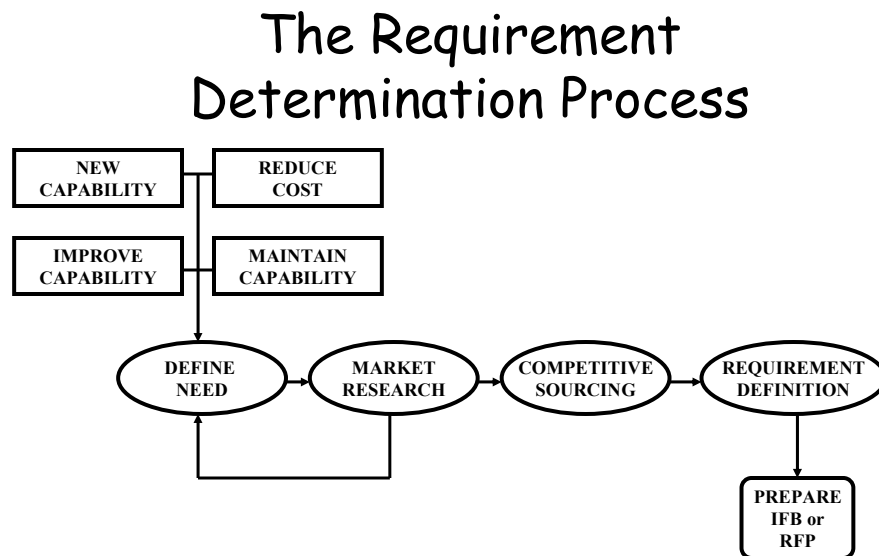 The Requirement
Determination Process
NEW
CAPABILITY
REDUCE
COST
IMPROVE
CAPABILITY
MAINTAIN
CAPABILITY
DEFINE
NEED
MARKET
RESEARCH
COMPETITIVE
SOURCING
REQUIREMENT
DEFINITION
PREPARE
IFB or
RFP